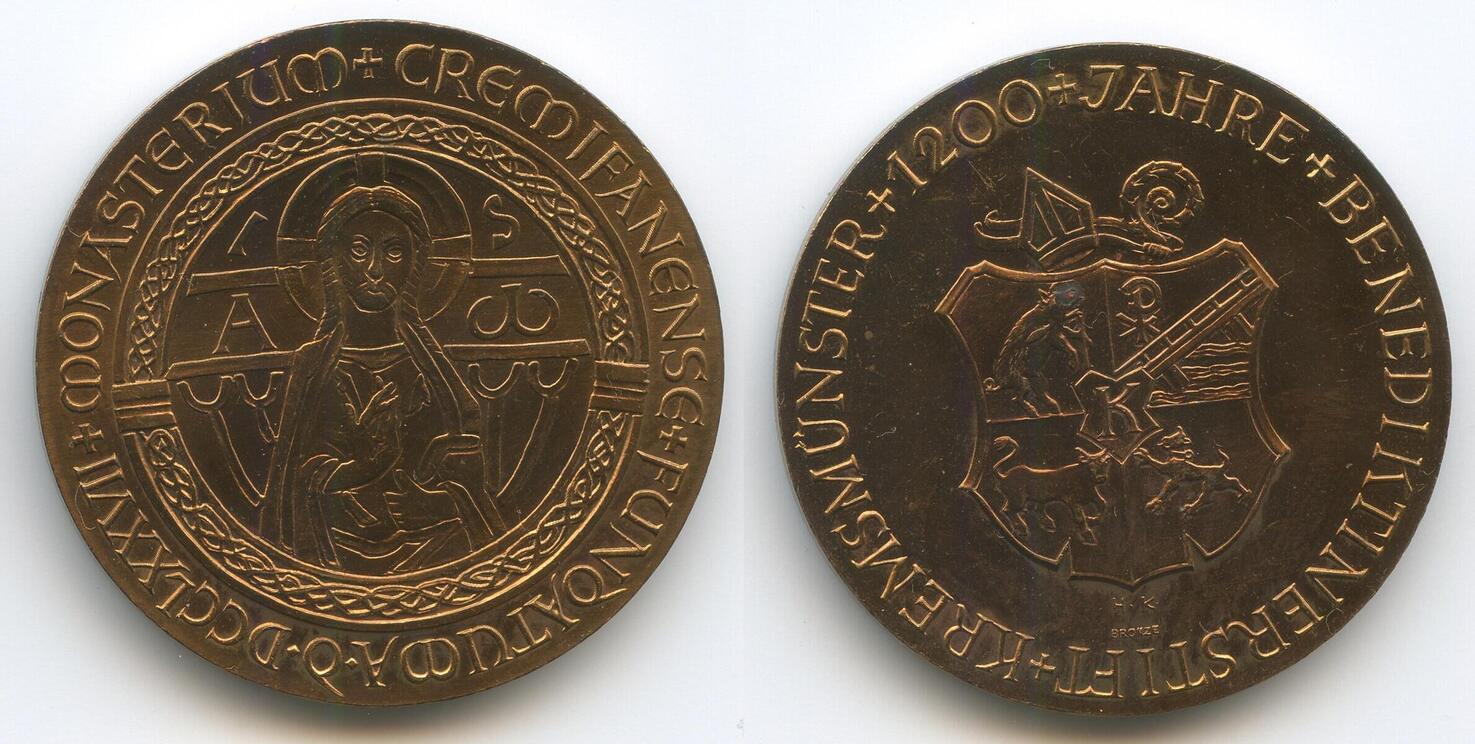 + MONASTERIUM + CREMIFANENSE + FUNDATUM A·D·DCCLXXVII
I S
A ω
+ 1200 + JAHRE + BENEDIKTINERSTIFT + KREMSMÜNSTER
K
H·K
BRONZE